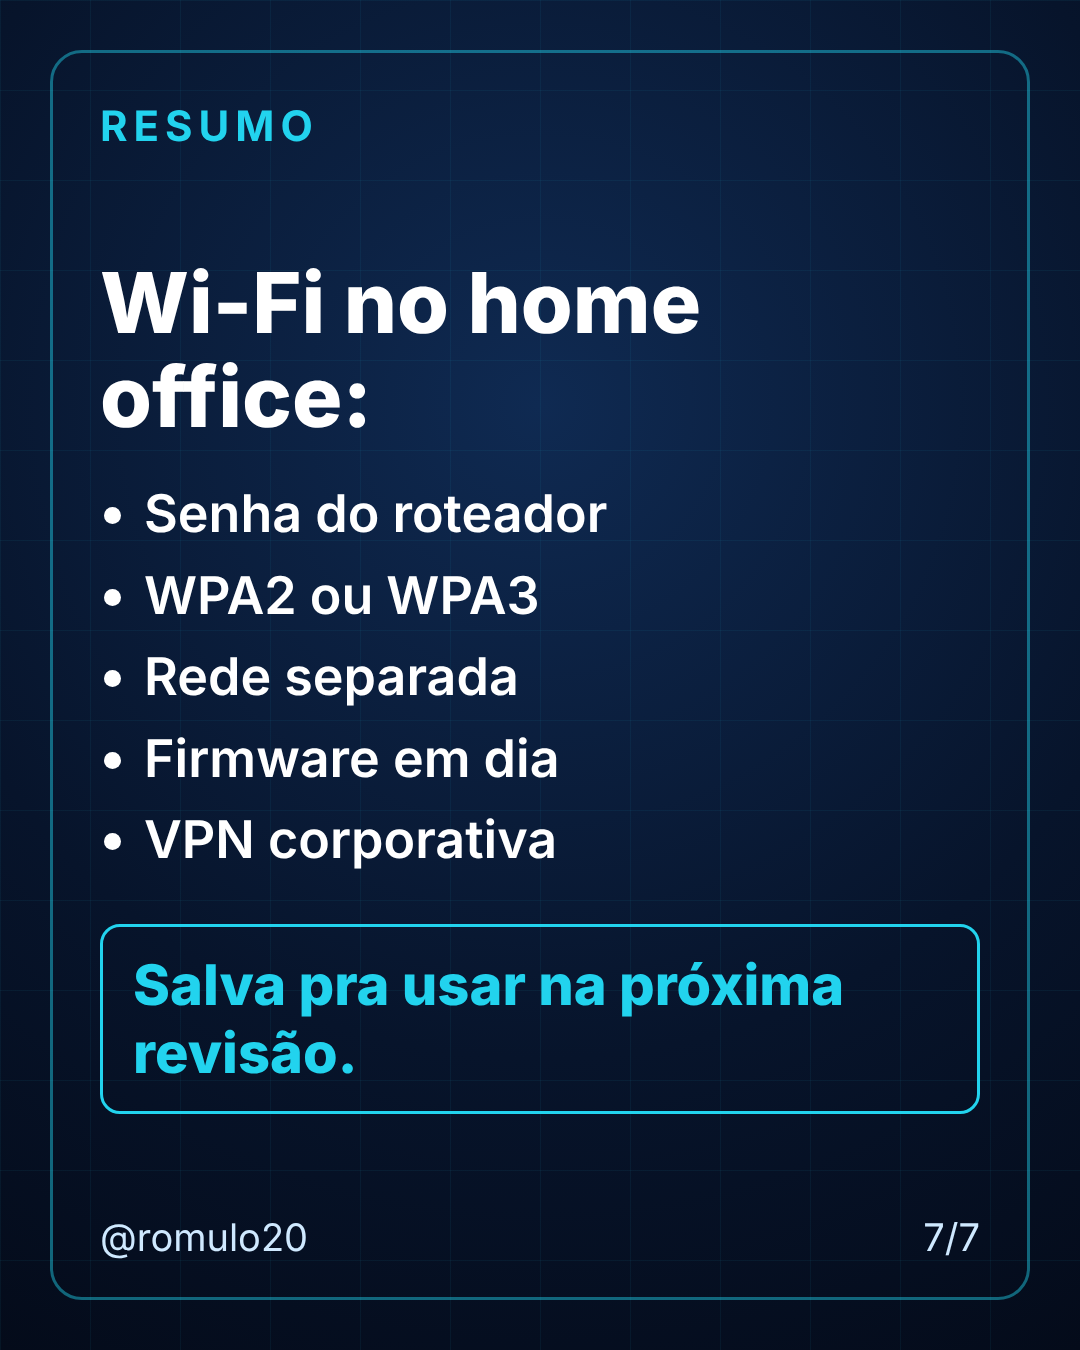 RESUMO
Wi-Fi no home
office:
• Senha do roteador
• WPA2 ou WPA3
• Rede separada
• Firmware em dia
• VPN corporativa
Salva pra usar na próxima
revisão.
@romulo20
7/7